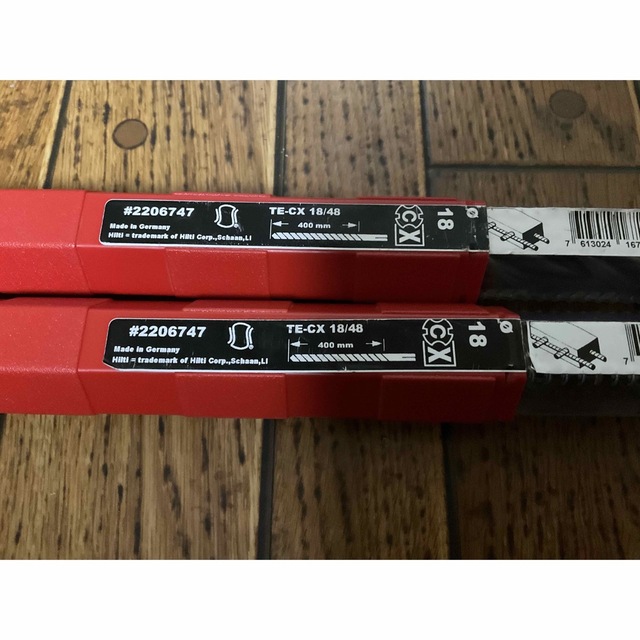 #2206747
Made in Germany
Hilti = trademark of Hilti Corp.,Schaan,LI
TE-CX 18/48
400 mm
CX
18
Ø
7 613024 167
#2206747
Made in Germany
Hilti = trademark of Hilti Corp.,Schaan,LI
TE-CX 18/48
400 mm
CX
18
Ø
7